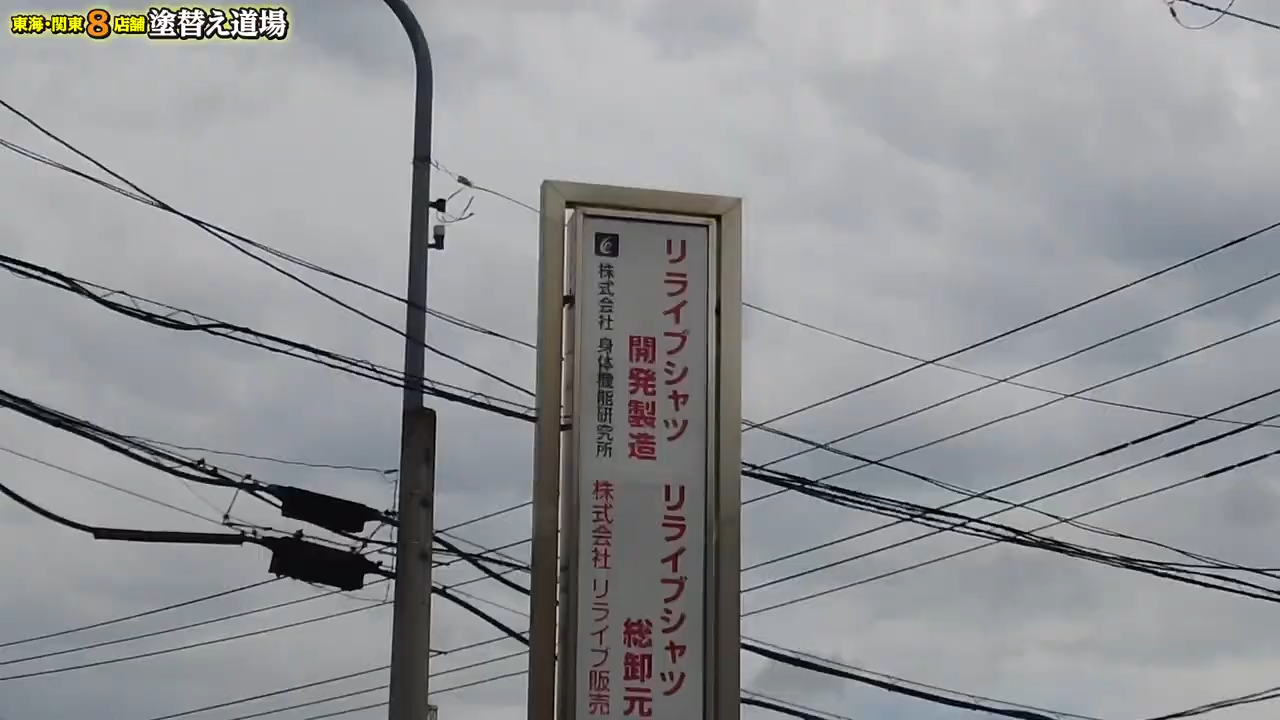 東海・関東8店舗 塗替え道場
リライブシャツ
開発製造
株式会社 身体機能研究所
リライブシャツ
総卸元
株式会社 リライブ販売